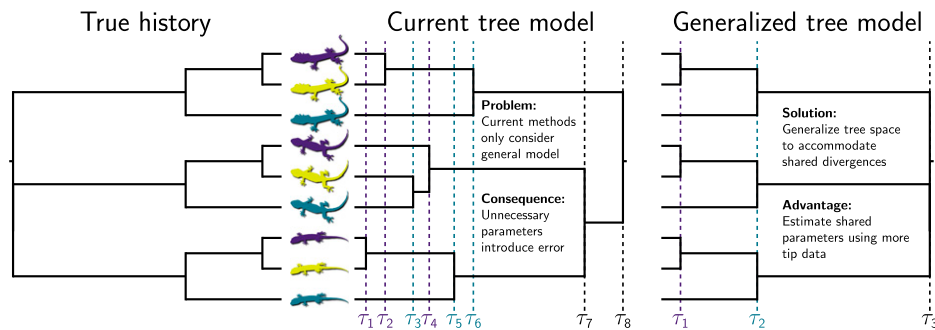 True history
Current tree model
Generalized tree model
Problem:
Current methods
only consider
general model
Consequence:
Unnecessary
parameters
introduce error
Solution:
Generalize tree space
to accommodate
shared divergences
Advantage:
Estimate shared
parameters using more
tip data
τ1 τ2 τ3 τ4 τ5 τ6 τ7 τ8
τ1 τ2 τ3